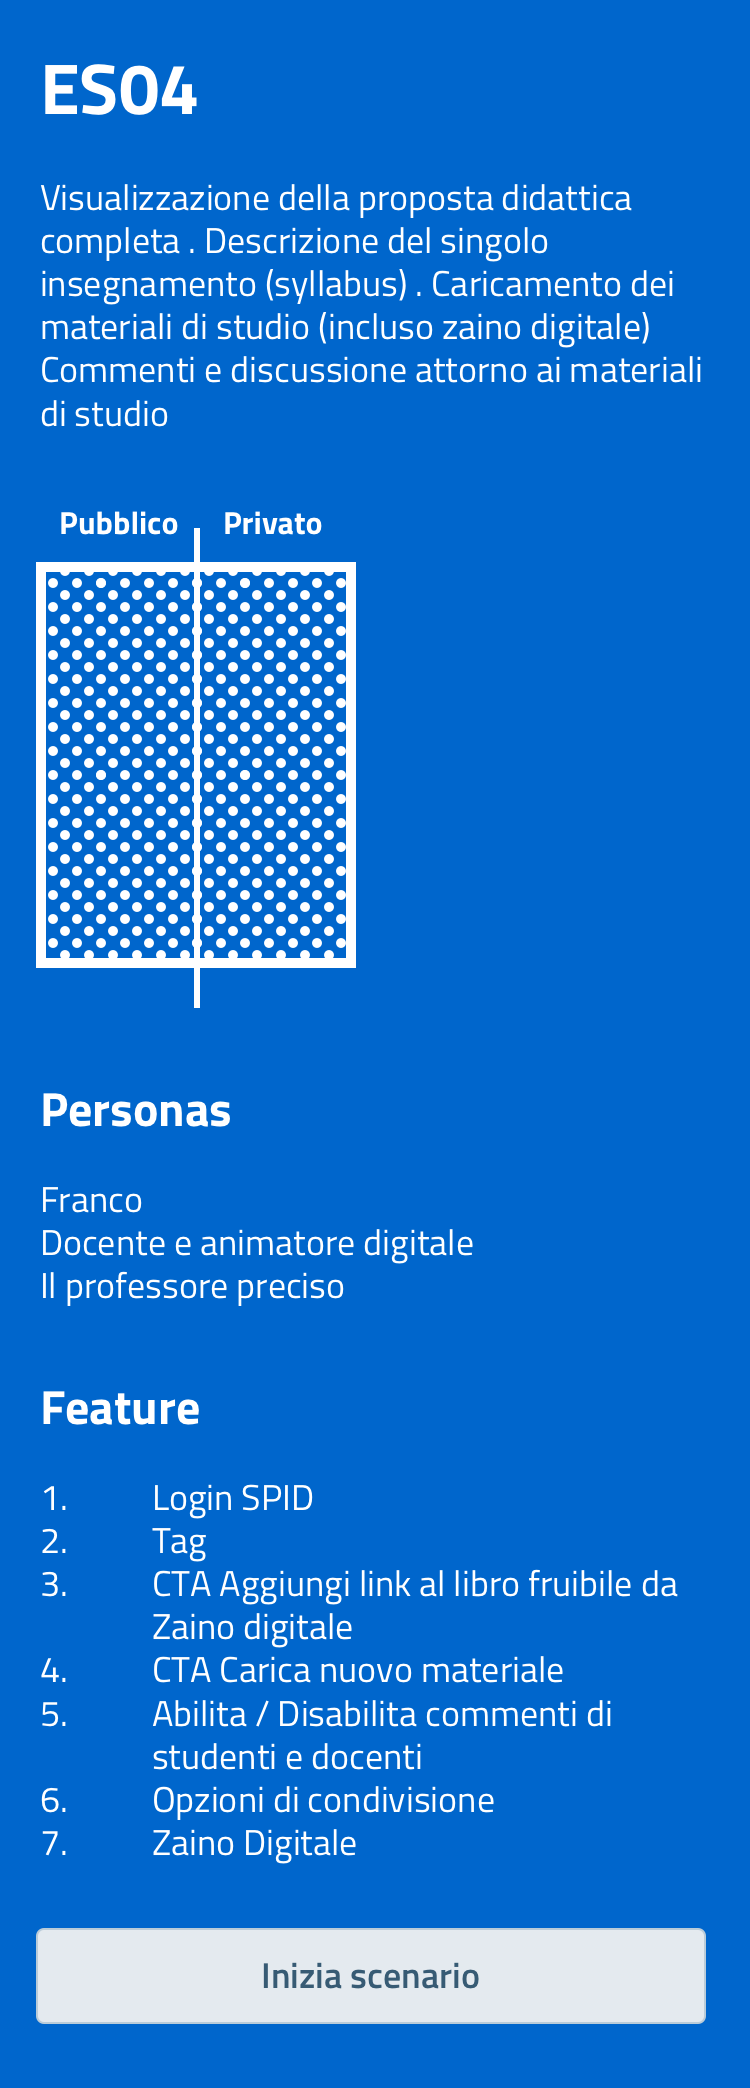 ES04
Visualizzazione della proposta didattica
completa . Descrizione del singolo
insegnamento (syllabus) . Caricamento dei
materiali di studio (incluso zaino digitale)
Commenti e discussione attorno ai materiali
di studio
Pubblico Privato
Personas
Franco
Docente e animatore digitale
Il professore preciso
Feature
1. Login SPID
2. Tag
3. CTA Aggiungi link al libro fruibile da
Zaino digitale
4. CTA Carica nuovo materiale
5. Abilita / Disabilita commenti di
studenti e docenti
6. Opzioni di condivisione
7. Zaino Digitale
Inizia scenario